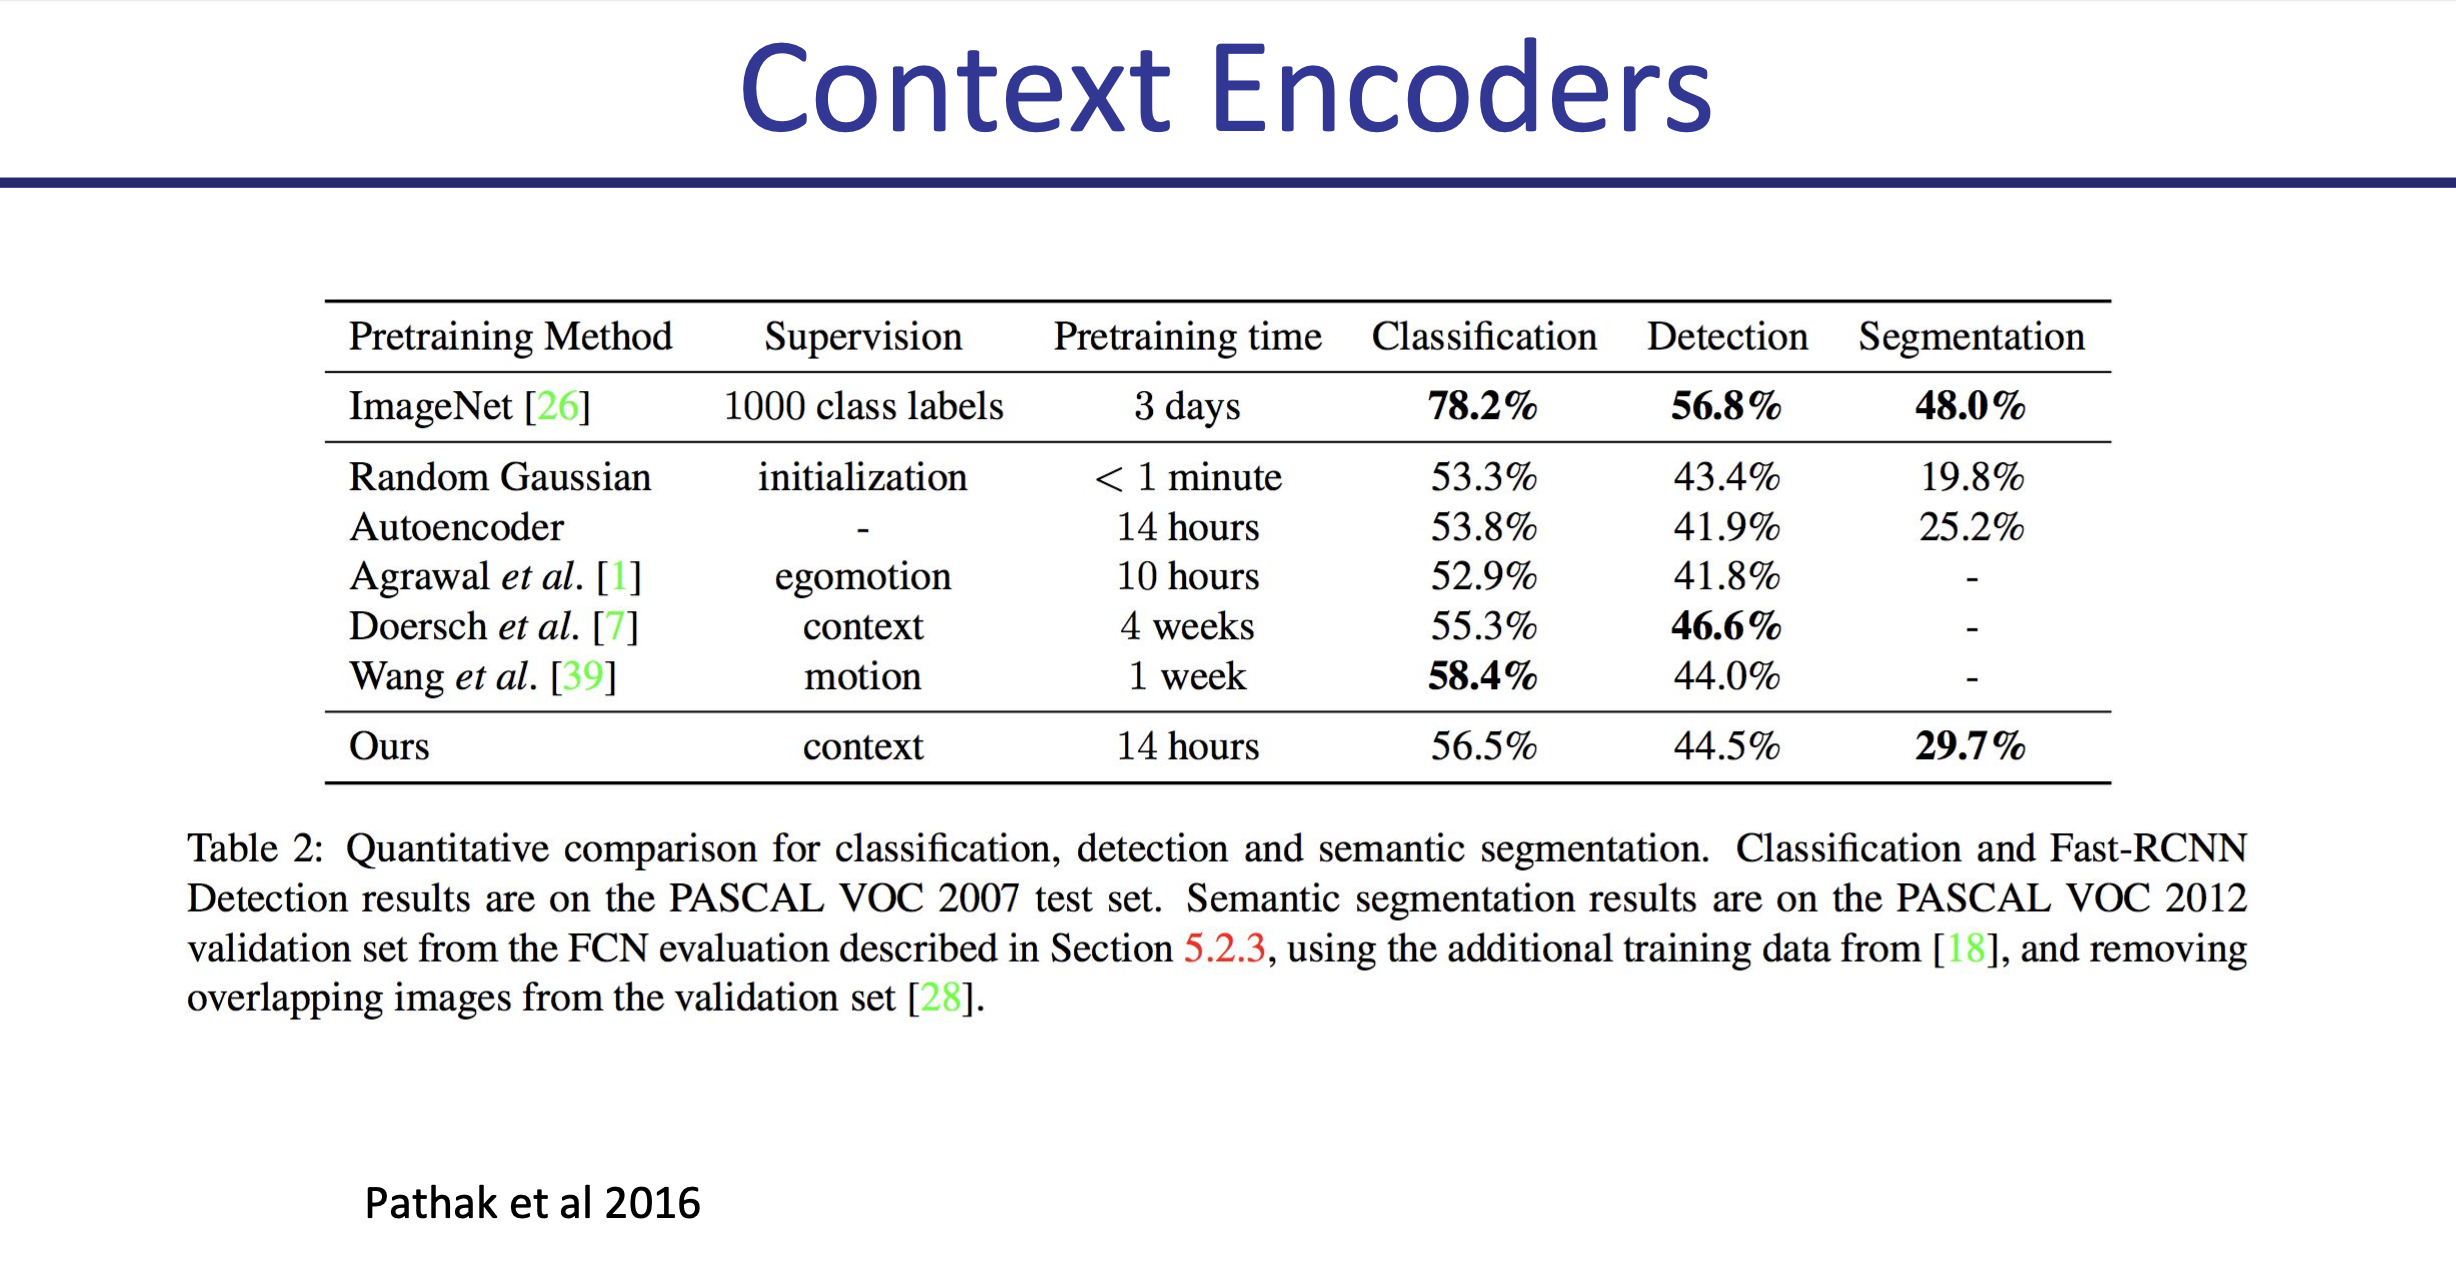 Context Encoders
Pretraining Method Supervision Pretraining time Classification Detection Segmentation
ImageNet [26] 1000 class labels 3 days 78.2% 56.8% 48.0%
Random Gaussian initialization < 1 minute 53.3% 43.4% 19.8%
Autoencoder - 14 hours 53.8% 41.9% 25.2%
Agrawal et al. [1] egomotion 10 hours 52.9% 41.8% -
Doersch et al. [7] context 4 weeks 55.3% 46.6% -
Wang et al. [39] motion 1 week 58.4% 44.0% -
Ours context 14 hours 56.5% 44.5% 29.7%
Table 2: Quantitative comparison for classification, detection and semantic segmentation. Classification and Fast-RCNN
Detection results are on the PASCAL VOC 2007 test set. Semantic segmentation results are on the PASCAL VOC 2012
validation set from the FCN evaluation described in Section 5.2.3, using the additional training data from [18], and removing
overlapping images from the validation set [28].
Pathak et al 2016